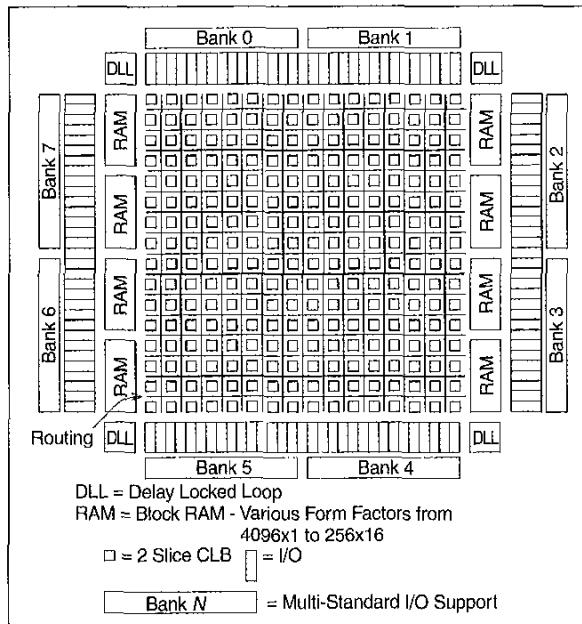 Bank 0
Bank 1
DLL
DLL
Bank 7
RAM
RAM
Bank 2
RAM
RAM
Bank 6
RAM
RAM
Bank 3
RAM
RAM
Routing
DLL
DLL
Bank 5
Bank 4
DLL = Delay Locked Loop
RAM = Block RAM - Various Form Factors from
4096x1 to 256x16
= 2 Slice CLB
= I/O
Bank N
= Multi-Standard I/O Support